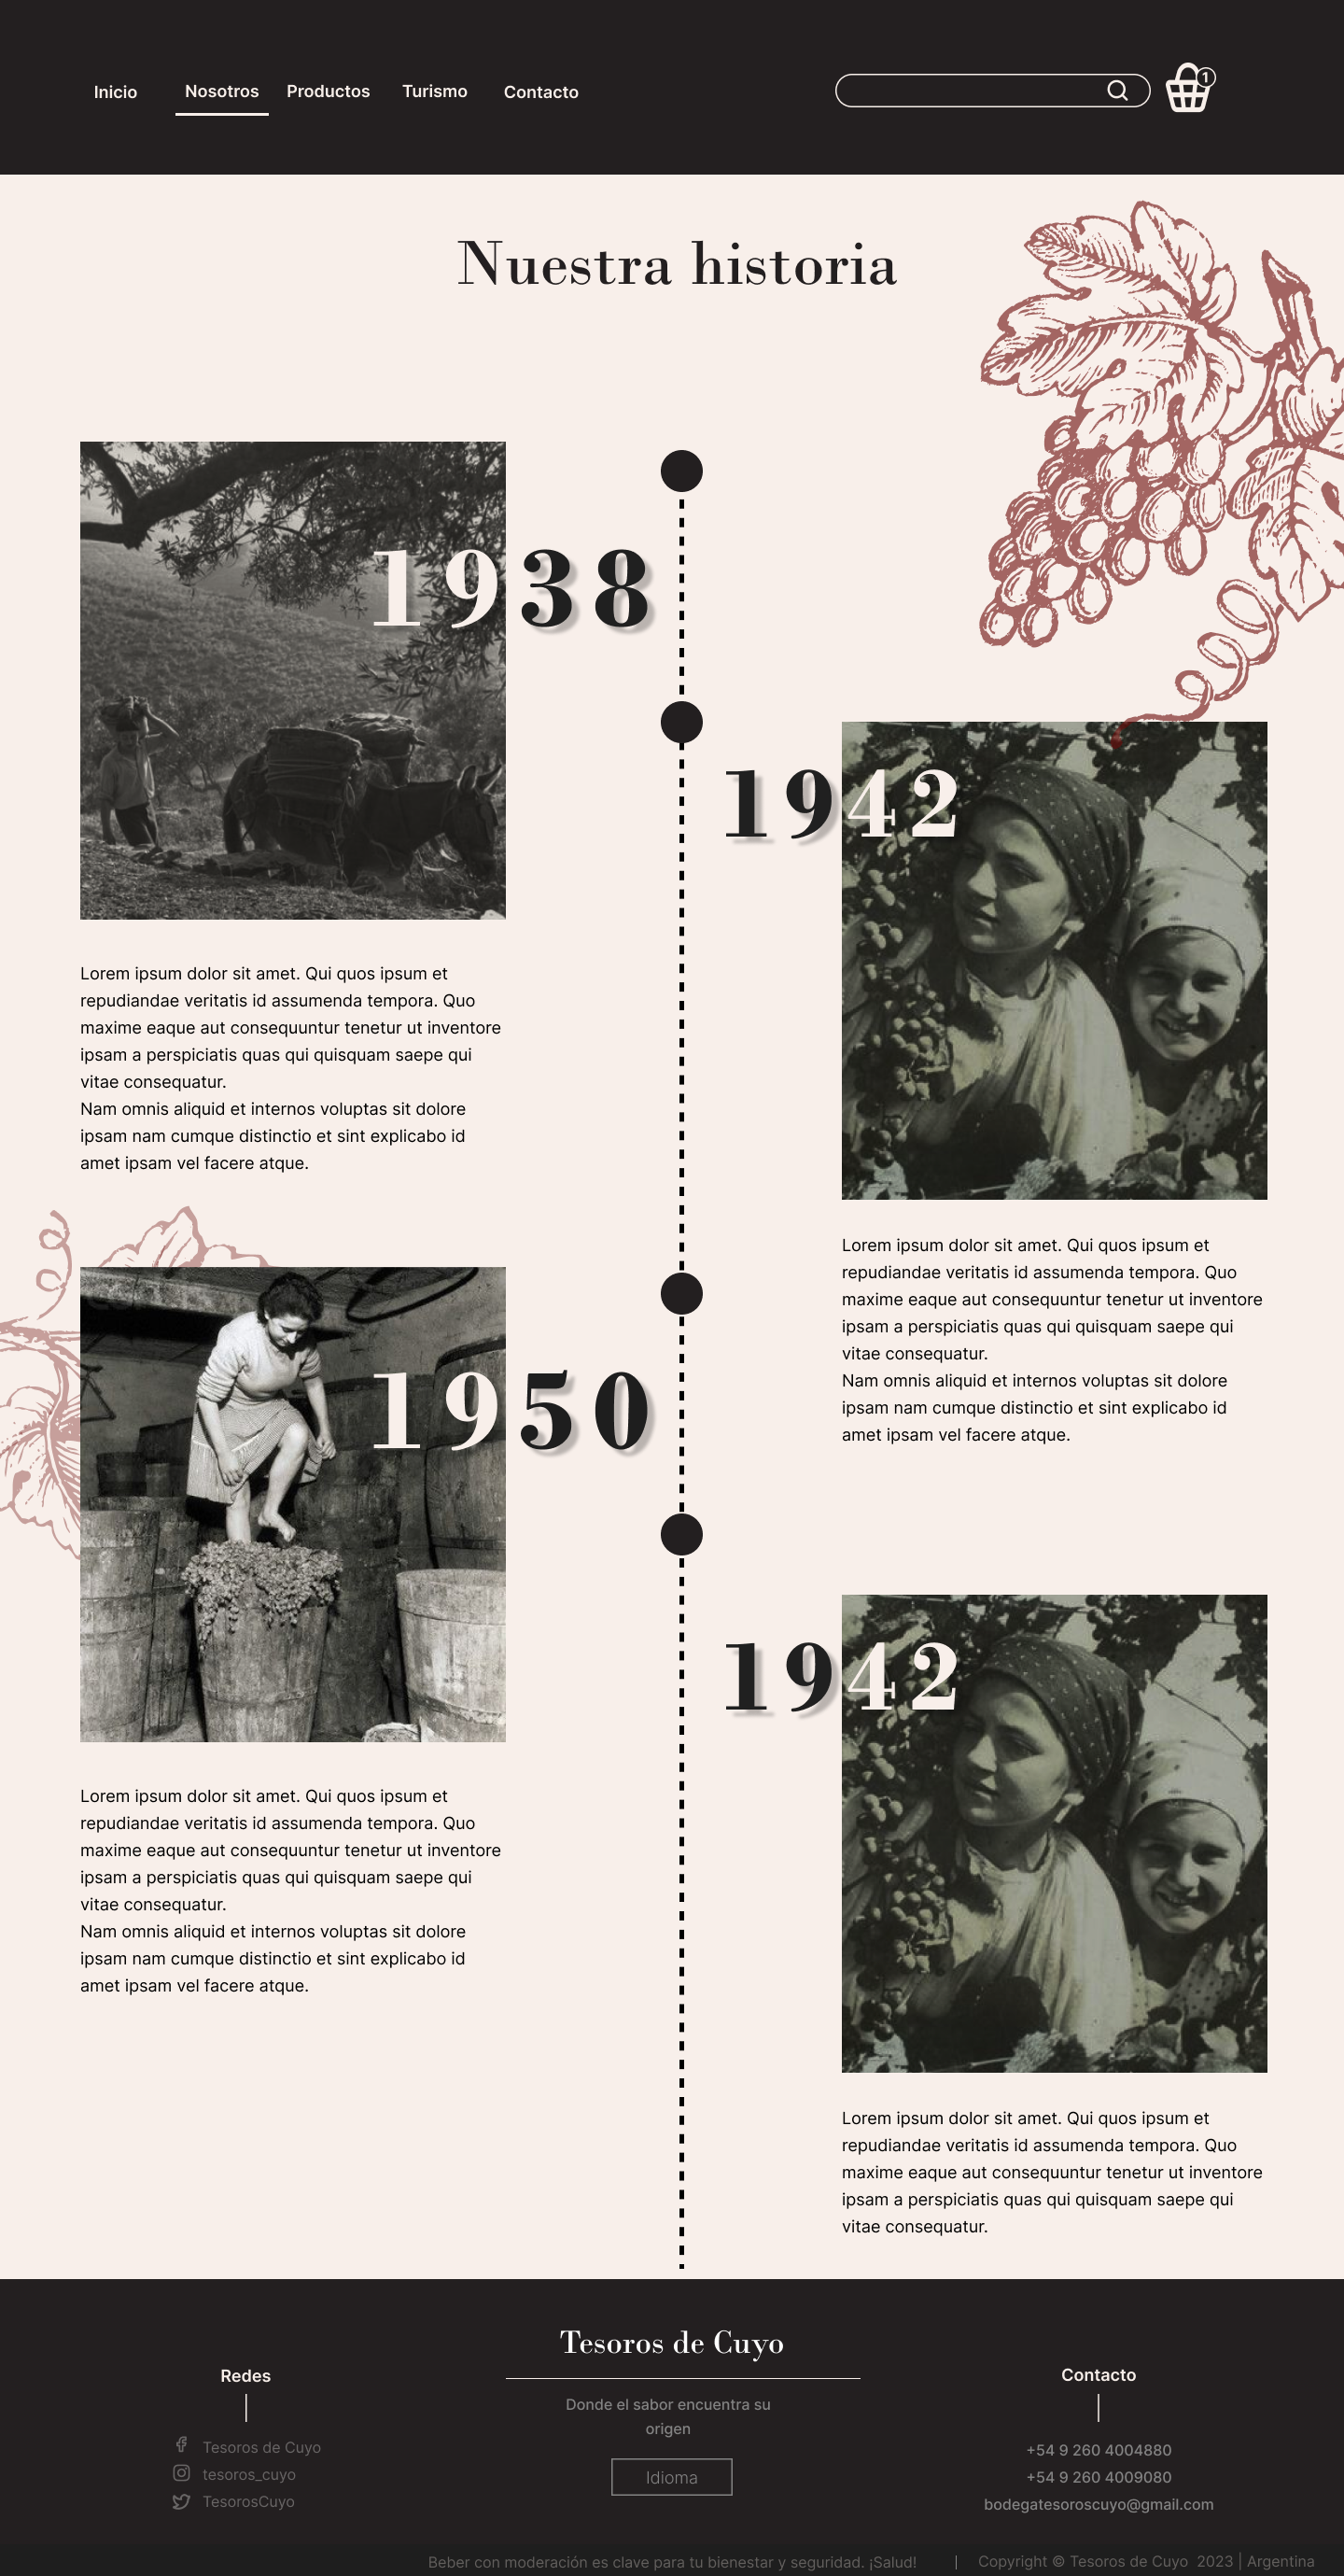 Inicio
Nosotros
Productos
Turismo
Contacto
1
Nuestra historia
1938
Lorem ipsum dolor sit amet. Qui quos ipsum et
repudiandae veritatis id assumenda tempora. Quo
maxime eaque aut consequuntur tenetur ut inventore
ipsam a perspiciatis quas qui quisquam saepe qui
vitae consequatur.
Nam omnis aliquid et internos voluptas sit dolore
ipsam nam cumque distinctio et sint explicabo id
amet ipsam vel facere atque.
1942
Lorem ipsum dolor sit amet. Qui quos ipsum et
repudiandae veritatis id assumenda tempora. Quo
maxime eaque aut consequuntur tenetur ut inventore
ipsam a perspiciatis quas qui quisquam saepe qui
vitae consequatur.
Nam omnis aliquid et internos voluptas sit dolore
ipsam nam cumque distinctio et sint explicabo id
amet ipsam vel facere atque.
1950
Lorem ipsum dolor sit amet. Qui quos ipsum et
repudiandae veritatis id assumenda tempora. Quo
maxime eaque aut consequuntur tenetur ut inventore
ipsam a perspiciatis quas qui quisquam saepe qui
vitae consequatur.
Nam omnis aliquid et internos voluptas sit dolore
ipsam nam cumque distinctio et sint explicabo id
amet ipsam vel facere atque.
1942
Lorem ipsum dolor sit amet. Qui quos ipsum et
repudiandae veritatis id assumenda tempora. Quo
maxime eaque aut consequuntur tenetur ut inventore
ipsam a perspiciatis quas qui quisquam saepe qui
vitae consequatur.
Redes
Tesoros de Cuyo
tesoros_cuyo
TesorosCuyo
Tesoros de Cuyo
Donde el sabor encuentra su
origen
Idioma
Contacto
+54 9 260 4004880
+54 9 260 4009080
bodegatesoroscuyo@gmail.com
Beber con moderación es clave para tu bienestar y seguridad. ¡Salud! | Copyright © Tesoros de Cuyo 2023 | Argentina